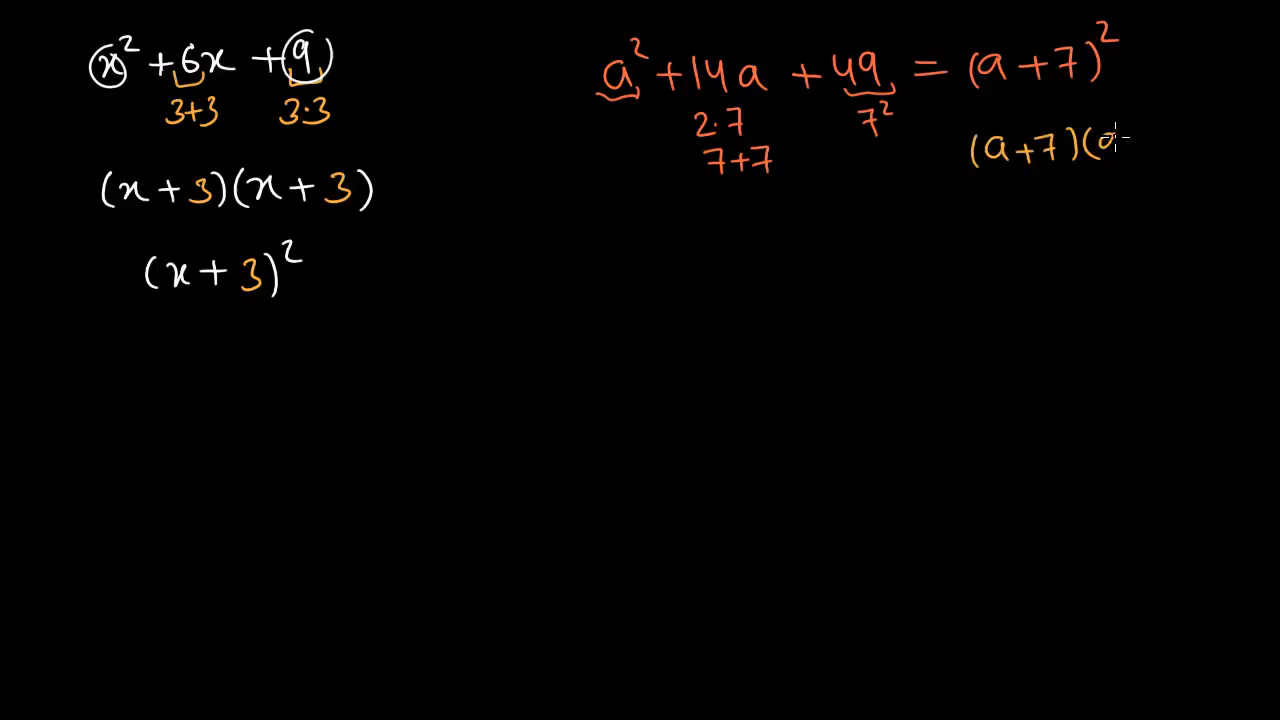 x² + 6x + 9
3+3 3·3
(x + 3)(x + 3)
(x + 3)²
a² + 14a + 49 = (a + 7)²
2·7 7²
7+7
(a+7)(a